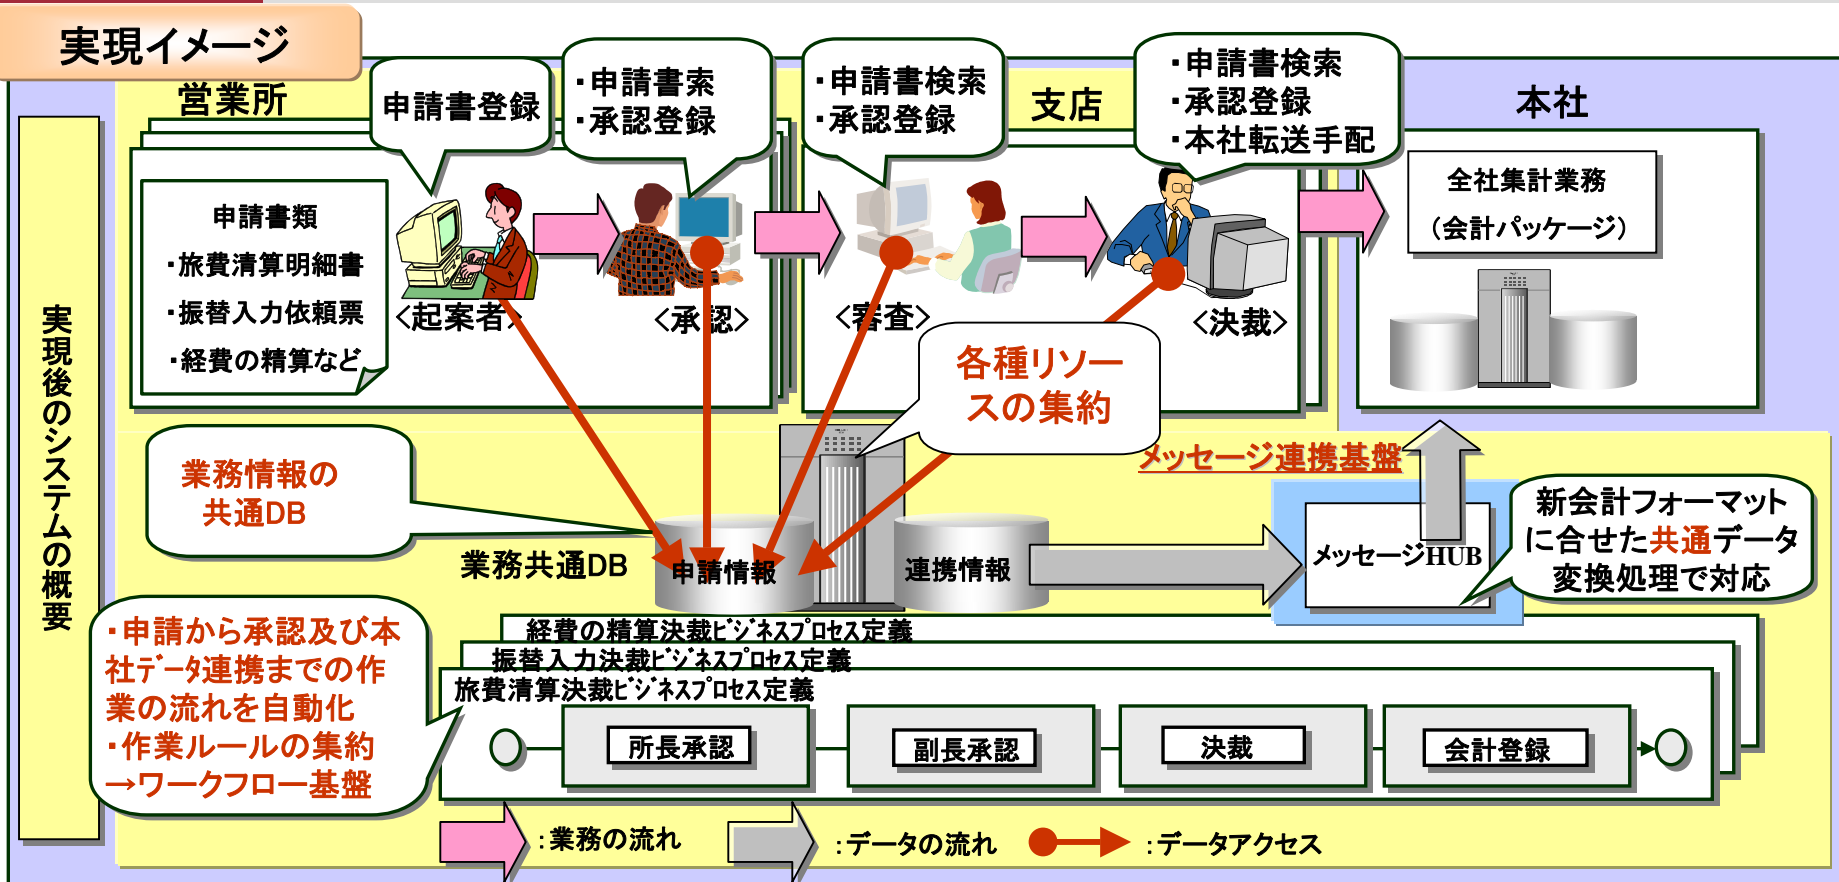 実現イメージ
営業所
申請書登録
・申請書索
・承認登録
・申請書検索
・承認登録
支店
・申請書検索
・承認登録
・本社転送手配
本社
申請書類
・旅費清算明細書
・振替入力依頼票
・経費の精算など
<起案者>
<承認>
<審査>
<決裁>
全社集計業務
（会計パッケージ）
実現後のシステムの概要
各種リソー
スの集約
業務情報の
共通DB
メッセージ連携基盤
業務共通DB
申請情報
連携情報
メッセージHUB
新会計フォーマット
に合せた共通データ
変換処理で対応
・申請から承認及び本
社ﾃﾞｰﾀ連携までの作
業の流れを自動化
・作業ルールの集約
→ワークフロー基盤
経費の精算決裁ﾋﾞｼﾞﾈｽﾌﾟﾛｾｽ定義
振替入力決裁ﾋﾞｼﾞﾈｽﾌﾟﾛｾｽ定義
旅費清算決裁ﾋﾞｼﾞﾈｽﾌﾟﾛｾｽ定義
所長承認
副長承認
決裁
会計登録
：業務の流れ
：データの流れ
：データアクセス